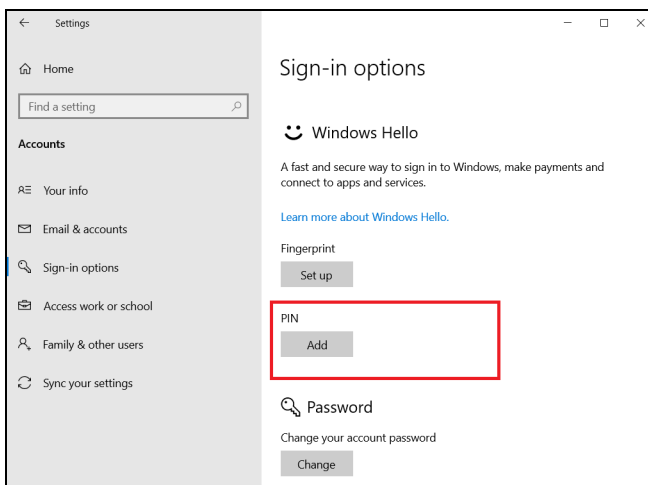 Settings
Home
Find a setting
Accounts
Your info
Email & accounts
Sign-in options
Access work or school
Family & other users
Sync your settings
Sign-in options
Windows Hello
A fast and secure way to sign in to Windows, make payments and
connect to apps and services.
Learn more about Windows Hello.
Fingerprint
Set up
PIN
Add
Password
Change your account password
Change